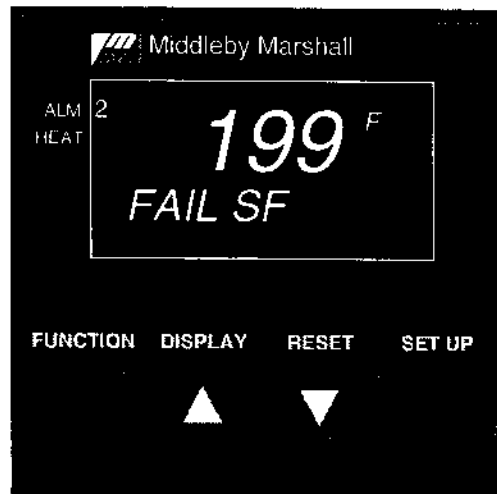 Middleby Marshall
ALM 2
199 F
HEAT
FAIL SF
FUNCTION DISPLAY RESET SET UP